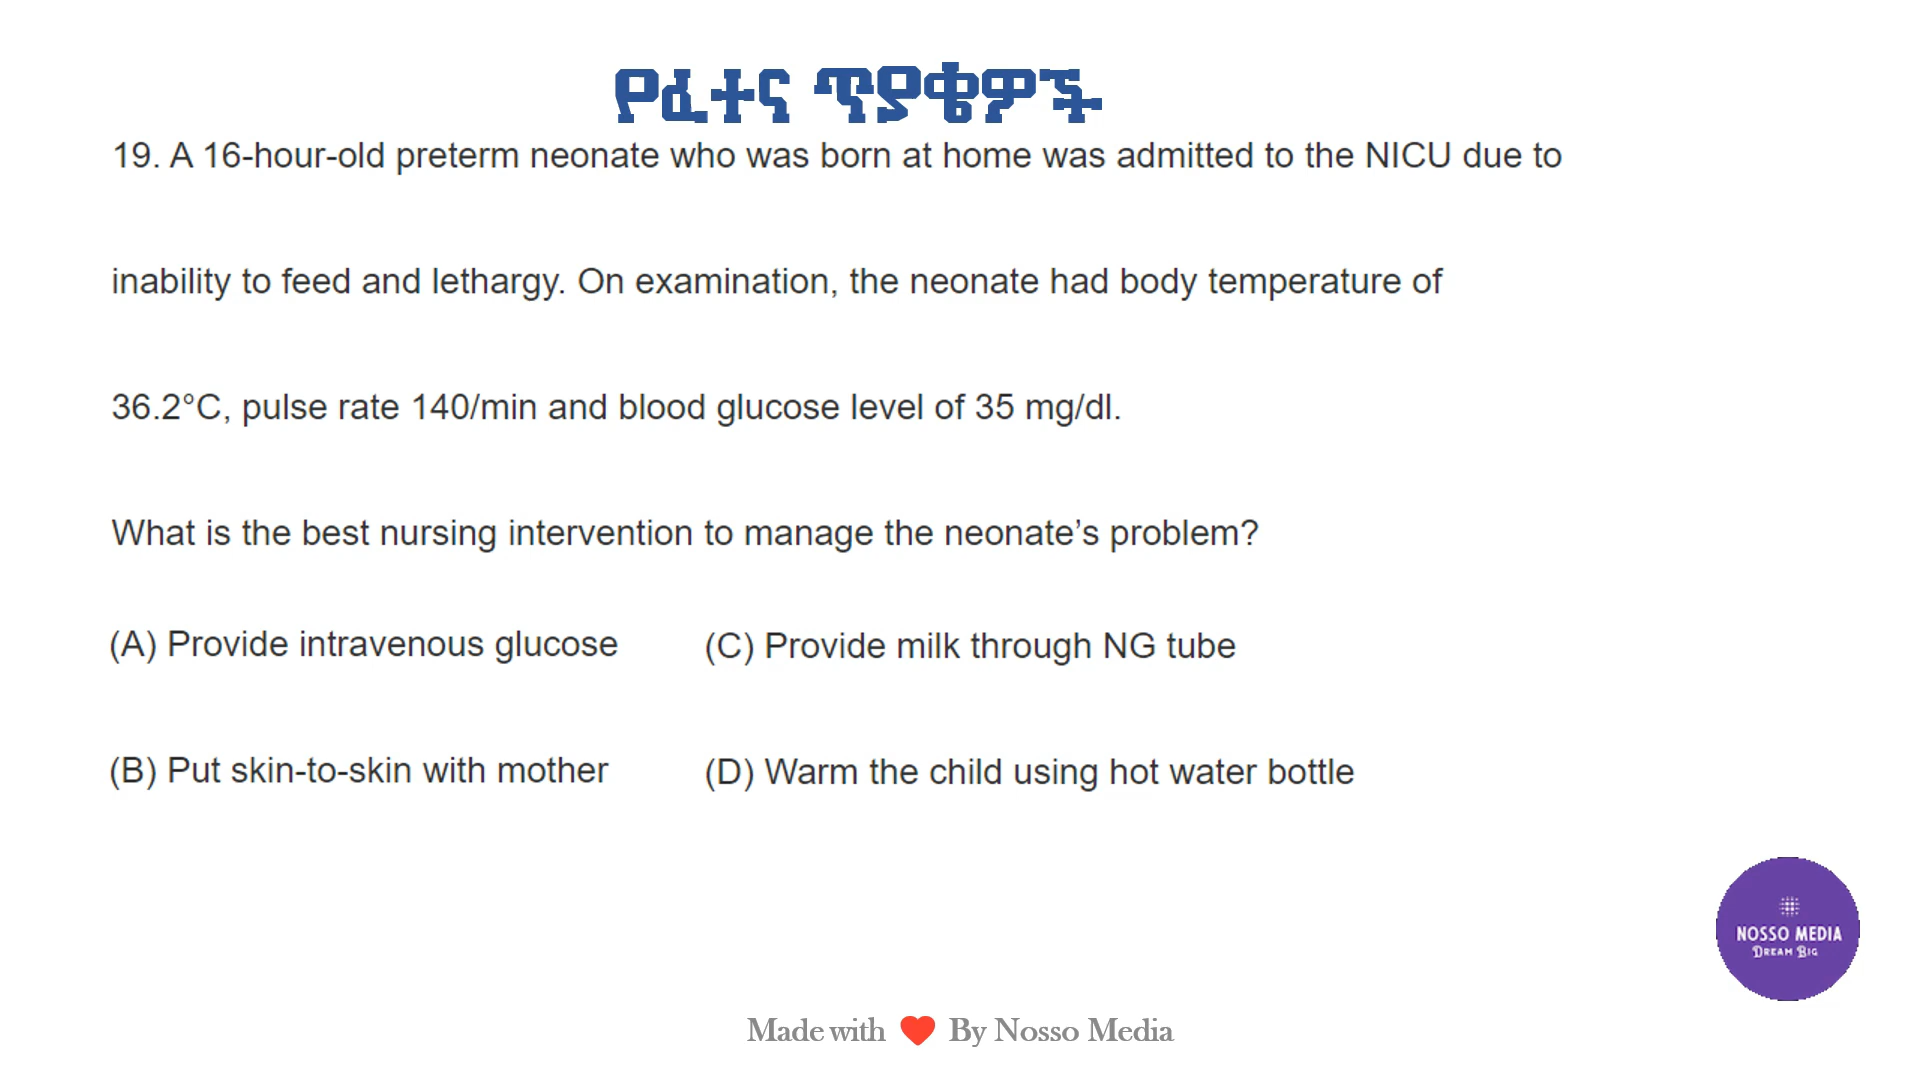 የፈተና ጥያቄዎች
19. A 16-hour-old preterm neonate who was born at home was admitted to the NICU due to
inability to feed and lethargy. On examination, the neonate had body temperature of
36.2°C, pulse rate 140/min and blood glucose level of 35 mg/dl.
What is the best nursing intervention to manage the neonate’s problem?
(A) Provide intravenous glucose
(C) Provide milk through NG tube
(B) Put skin-to-skin with mother
(D) Warm the child using hot water bottle
NOSSO MEDIA
DREAM BIG
Made with ❤ By Nosso Media